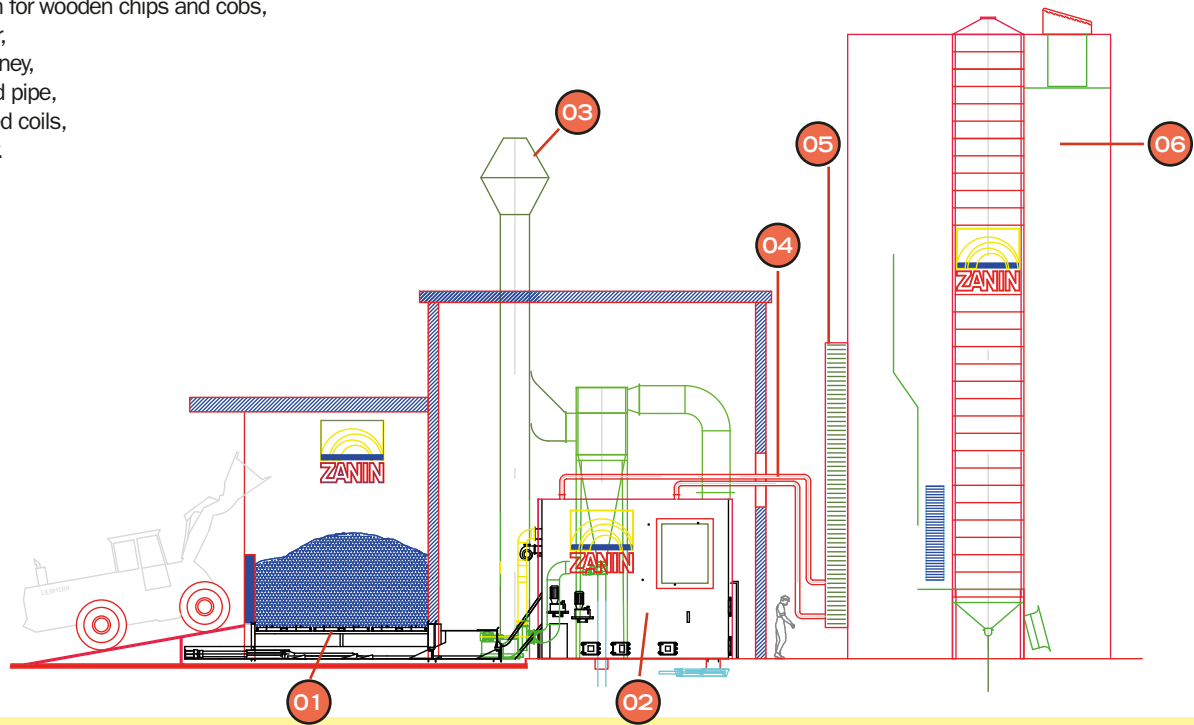 n for wooden chips and cobs,
r,
ney,
d pipe,
d coils,
03
05
06
04
ZANIN
ZANIN
ZANIN
01
02